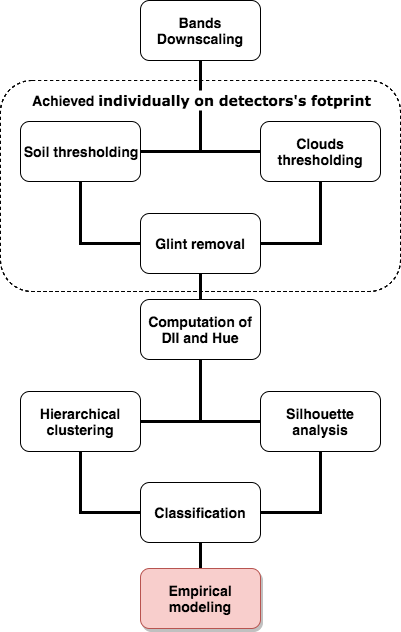 Bands
Downscaling
Achieved individually on detectors's fotprint
Soil thresholding
Clouds
thresholding
Glint removal
Computation of
DII and Hue
Hierarchical
clustering
Silhouette
analysis
Classification
Empirical
modeling